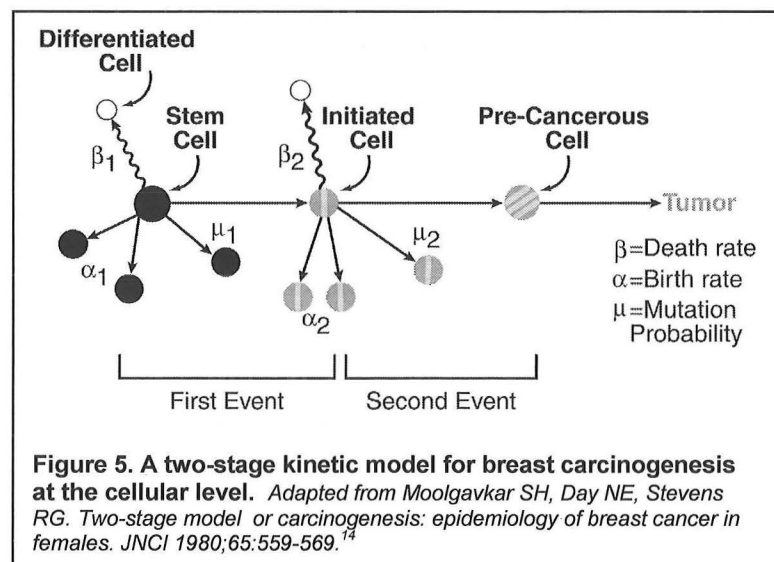 Differentiated
Cell
Stem
Cell
Initiated
Cell
Pre-Cancerous
Cell
β1
β2
μ1
α1
μ2
α2
Tumor
β=Death rate
α=Birth rate
μ=Mutation
Probability
First Event
Second Event
Figure 5. A two-stage kinetic model for breast carcinogenesis
at the cellular level. Adapted from Moolgavkar SH, Day NE, Stevens
RG. Two-stage model or carcinogenesis: epidemiology of breast cancer in
females. JNCI 1980;65:559-569.14